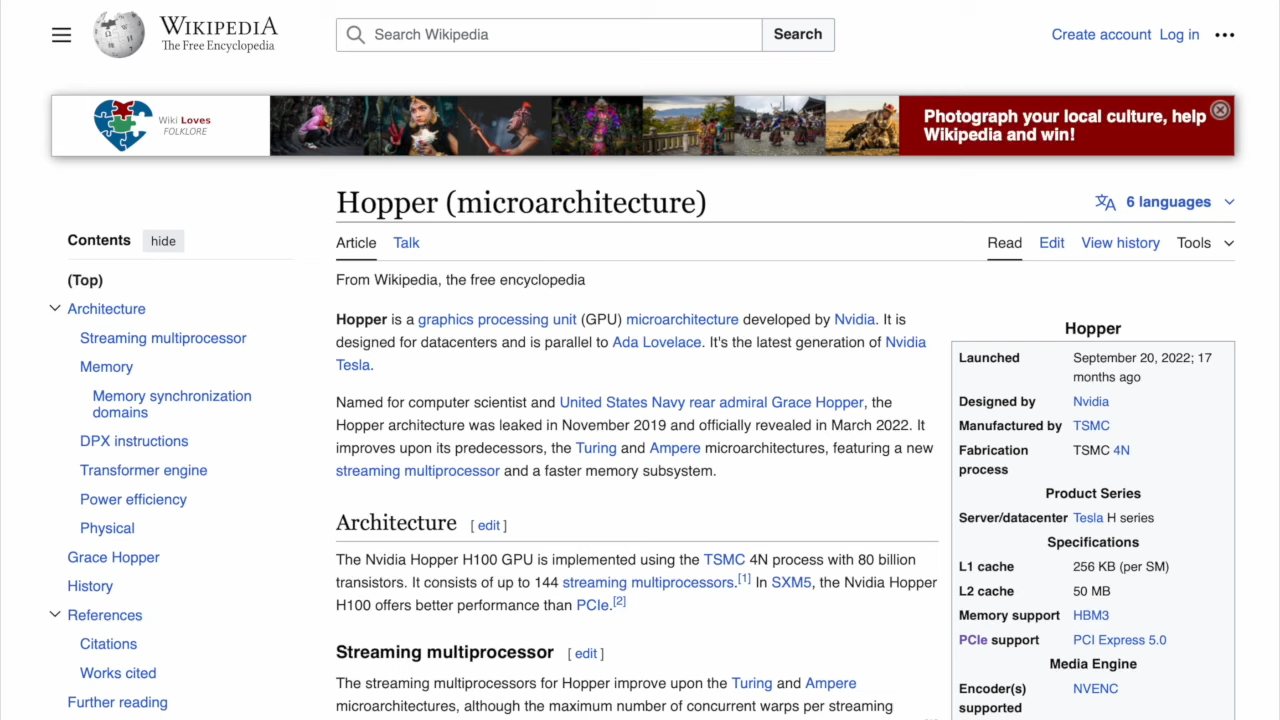 WIKIPEDIA
The Free Encyclopedia
Search Wikipedia
Search
Create account Log in
Wiki Loves
FOLKLORE
Photograph your local culture, help
Wikipedia and win!
Hopper (microarchitecture)
6 languages
Contents hide
Article Talk
Read Edit View history Tools
(Top)
Architecture
Streaming multiprocessor
Memory
Memory synchronization
domains
DPX instructions
Transformer engine
Power efficiency
Physical
Grace Hopper
History
References
Citations
Works cited
Further reading
From Wikipedia, the free encyclopedia
Hopper is a graphics processing unit (GPU) microarchitecture developed by Nvidia. It is
designed for datacenters and is parallel to Ada Lovelace. It's the latest generation of Nvidia
Tesla.
Named for computer scientist and United States Navy rear admiral Grace Hopper, the
Hopper architecture was leaked in November 2019 and officially revealed in March 2022. It
improves upon its predecessors, the Turing and Ampere microarchitectures, featuring a new
streaming multiprocessor and a faster memory subsystem.
Architecture [ edit ]
The Nvidia Hopper H100 GPU is implemented using the TSMC 4N process with 80 billion
transistors. It consists of up to 144 streaming multiprocessors.[1] In SXM5, the Nvidia Hopper
H100 offers better performance than PCIe.[2]
Streaming multiprocessor [ edit ]
The streaming multiprocessors for Hopper improve upon the Turing and Ampere
microarchitectures, although the maximum number of concurrent warps per streaming
Hopper
Launched September 20, 2022; 17
months ago
Designed by Nvidia
Manufactured by TSMC
Fabrication TSMC 4N
process
Product Series
Server/datacenter Tesla H series
Specifications
L1 cache 256 KB (per SM)
L2 cache 50 MB
Memory support HBM3
PCIe support PCI Express 5.0
Media Engine
Encoder(s) NVENC
supported